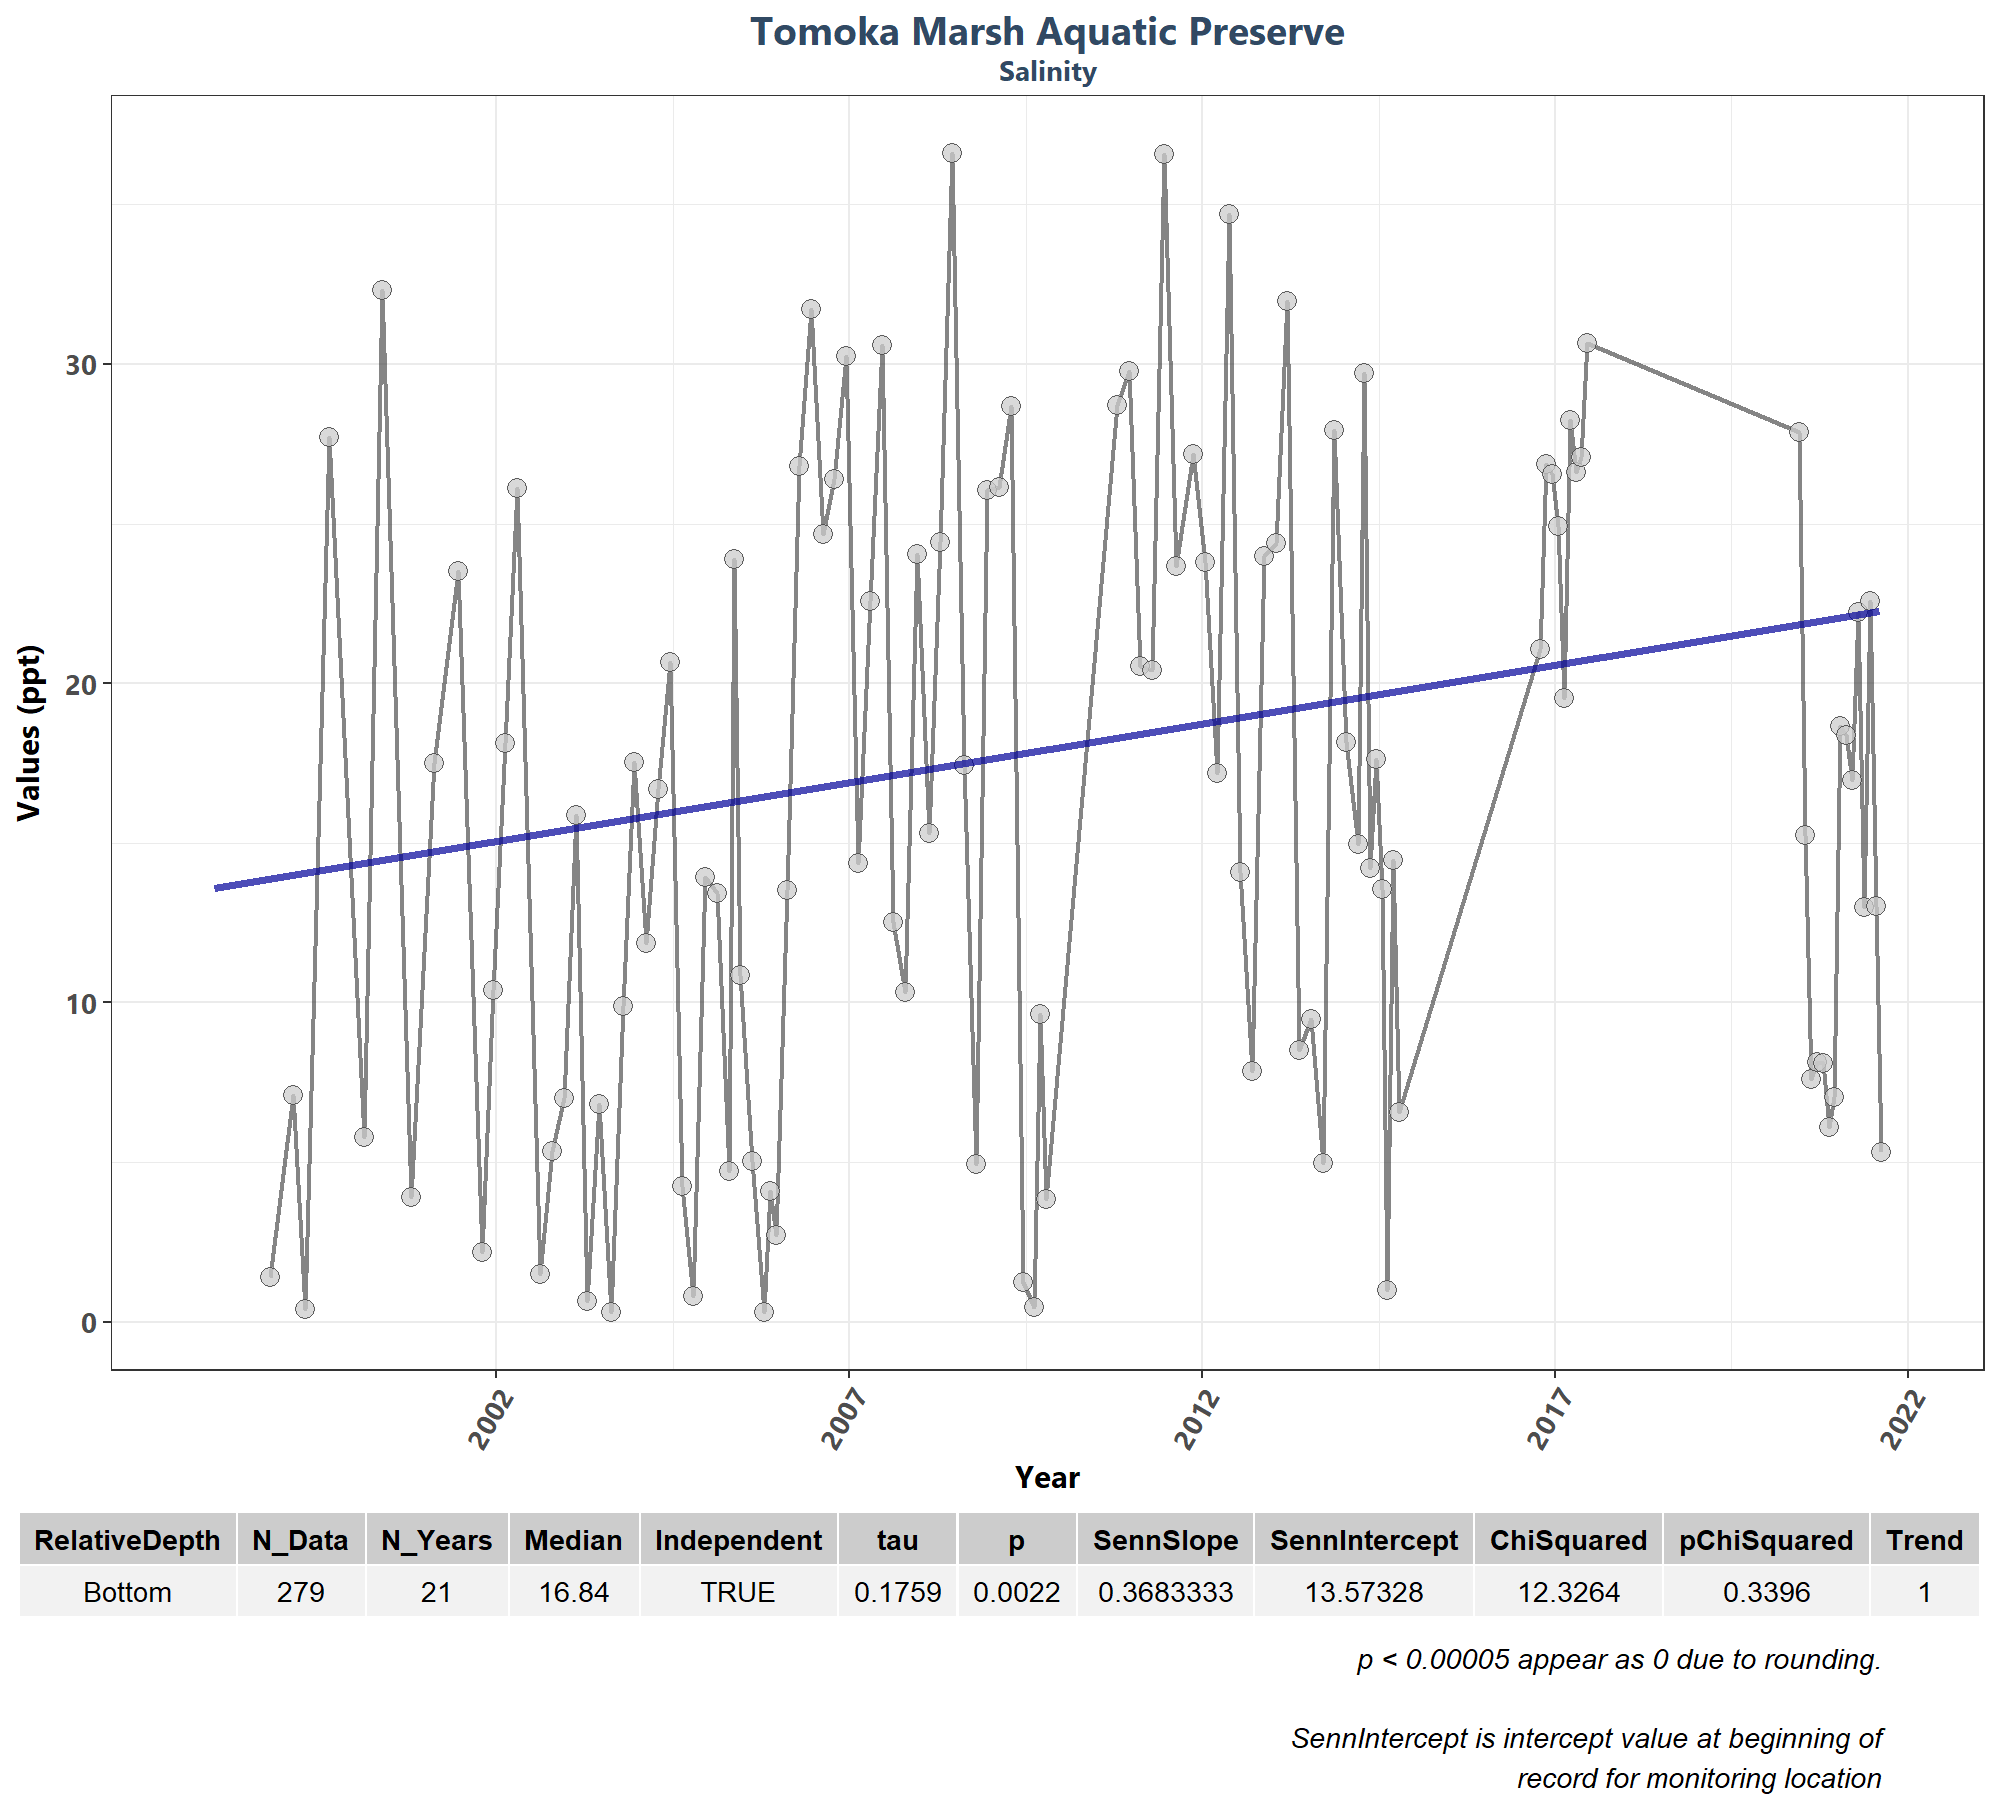 Tomoka Marsh Aquatic Preserve
Salinity
Values (ppt)
30
20
10
0
2002 2007 2012 2017 2022
Year
RelativeDepth N_Data N_Years Median Independent tau p SennSlope SennIntercept ChiSquared pChiSquared Trend
Bottom 279 21 16.84 TRUE 0.1759 0.0022 0.3683333 13.57328 12.3264 0.3396 1
p < 0.00005 appear as 0 due to rounding.
SennIntercept is intercept value at beginning of
record for monitoring location